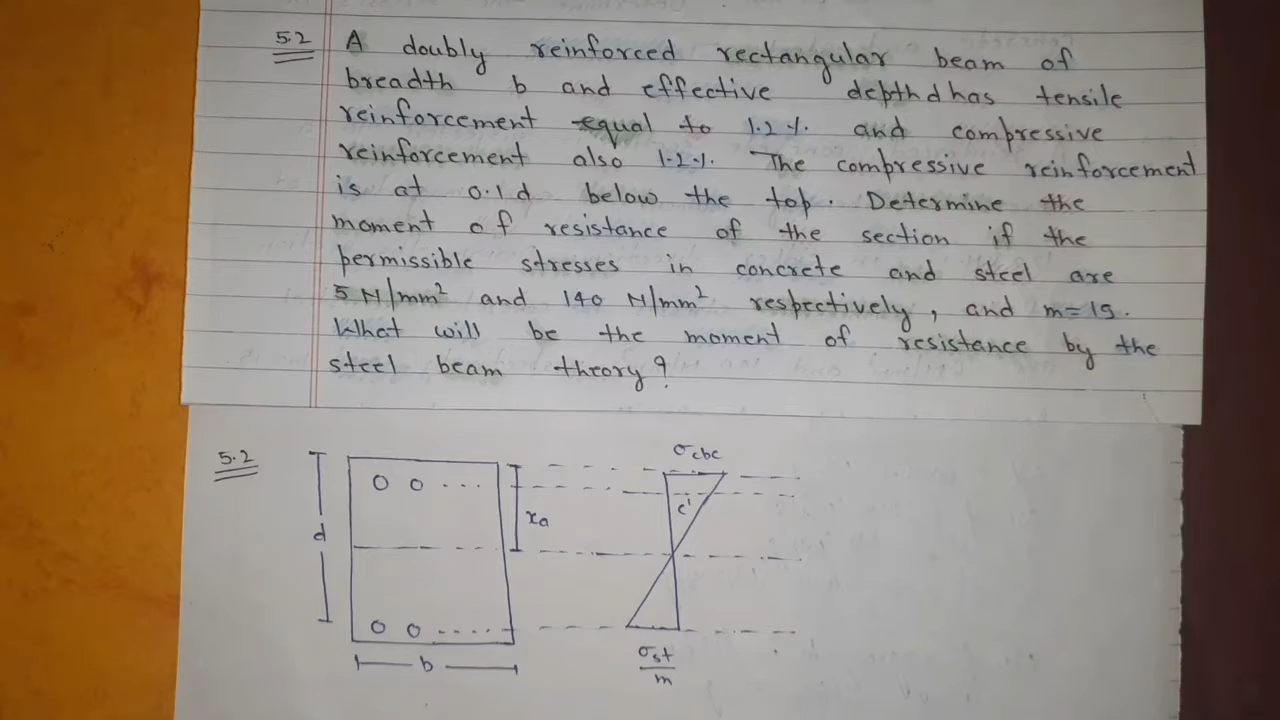 5.2 A doubly reinforced rectangular beam of
breadth b and effective depth d has tensile
reinforcement equal to 1.2 %. and compressive
reinforcement also 1.2 %. The compressive reinforcement
is at 0.1d below the top. Determine the
moment of resistance of the section if the
permissible stresses in concrete and steel are
5 N/mm² and 140 N/mm² respectively, and m=19.
What will be the moment of resistance by the
steel beam theory?
5.2
σcbc
c'
xa
d
b
σst
m